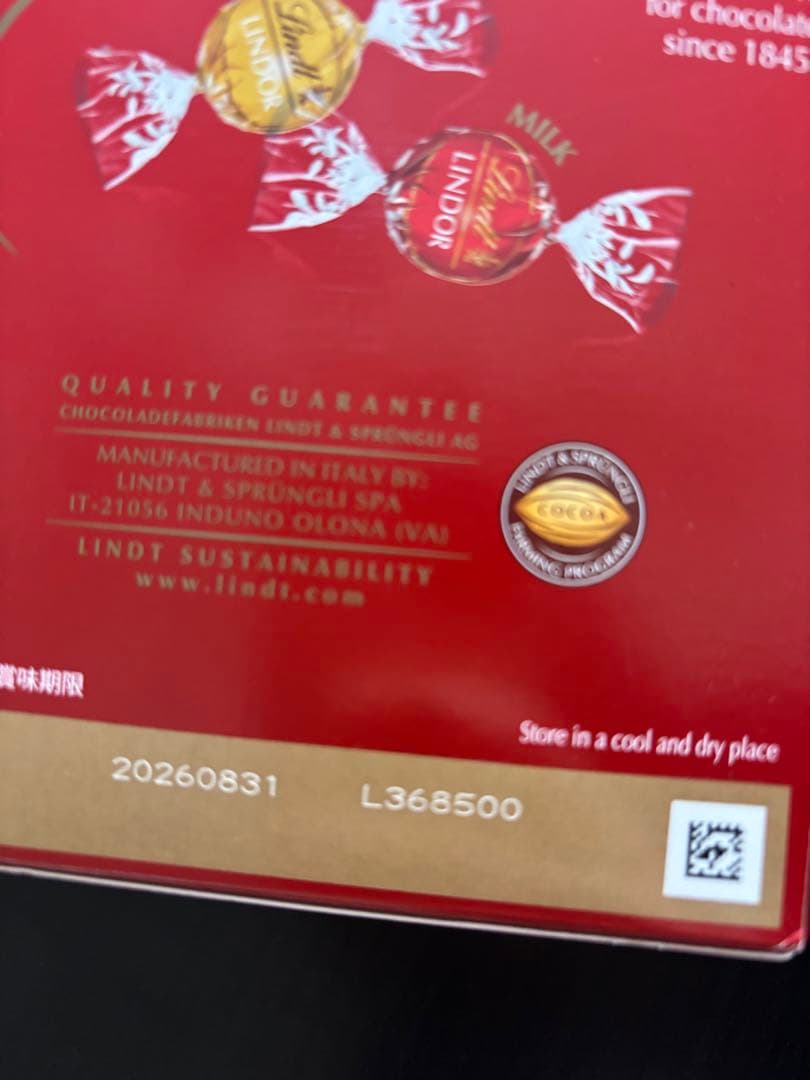 Lindt
LINDOR
for chocolat
since 1845
MILK
Lindt
LINDOR
QUALITY GUARANTEE
CHOCOLADEFABRIKEN LINDT & SPRÜNGLI AG
MANUFACTURED IN ITALY BY:
LINDT & SPRÜNGLI SPA
IT-21056 INDUNO OLONA (VA)
LINDT SUSTAINABILITY
www.lindt.com
LINDT & SPRÜNGLI
COCOA
FARMING PROGRAM
賞味期限
Store in a cool and dry place
20260831 L368500